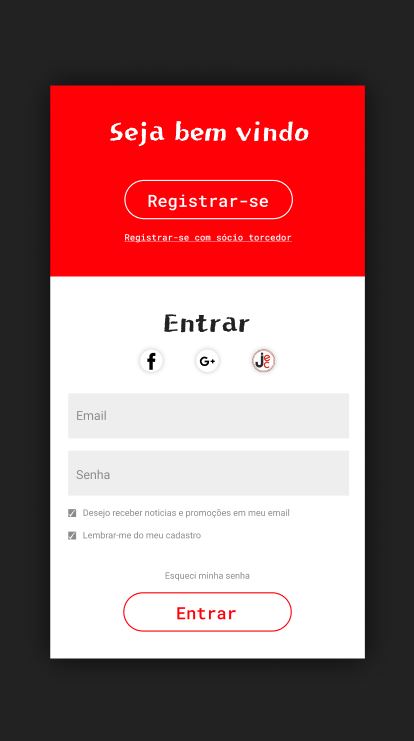 Seja bem vindo
Registrar-se
Registrar-se com sócio torcedor
Entrar
f
G+
jec
Email
Senha
Desejo receber noticias e promoções em meu email
Lembrar-me do meu cadastro
Esqueci minha senha
Entrar